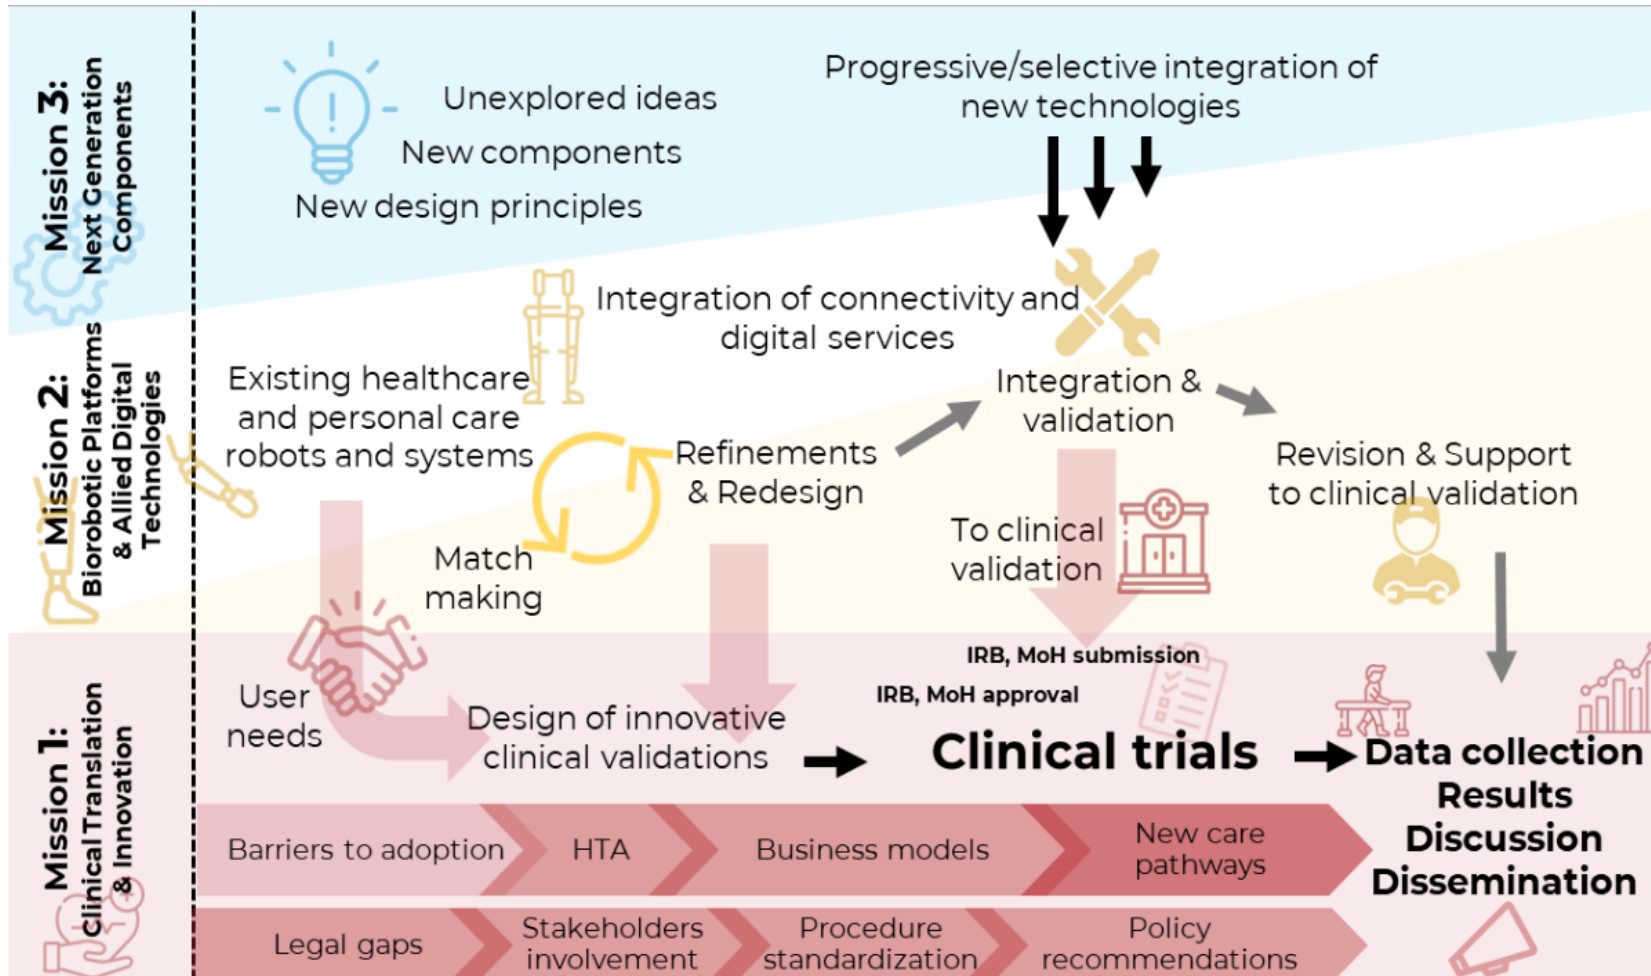 Mission 3:
Next Generation
Components
Unexplored ideas
New components
New design principles
Progressive/selective integration of
new technologies
Mission 2:
Biorobotic Platforms
& Allied Digital
Technologies
Existing healthcare
and personal care
robots and systems
Integration of connectivity and
digital services
Match
making
Refinements
& Redesign
Integration &
validation
To clinical
validation
Revision & Support
to clinical validation
Mission 1:
Clinical Translation
& Innovation
User
needs
Design of innovative
clinical validations
IRB, MoH submission
IRB, MoH approval
Clinical trials
Data collection
Results
Discussion
Dissemination
Barriers to adoption
HTA
Business models
New care
pathways
Legal gaps
Stakeholders
involvement
Procedure
standardization
Policy
recommendations